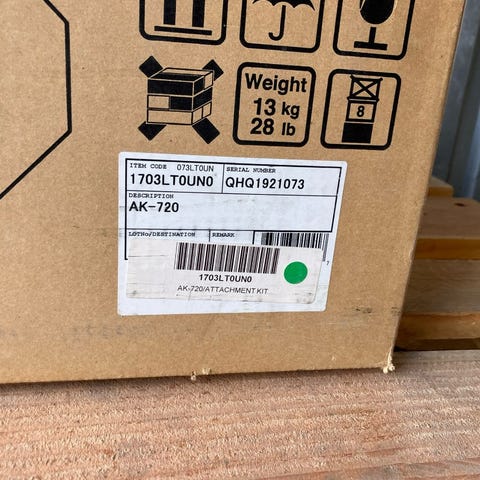 Weight
13 kg
28 lb
8
ITEM CODE 073LT0UN
SERIAL NUMBER
1703LT0UN0
QHQ1921073
DESCRIPTION
AK-720
LOTNo/DESTINATION
REMARK
7
1703LT0UN0
AK-720/ATTACHMENT KIT